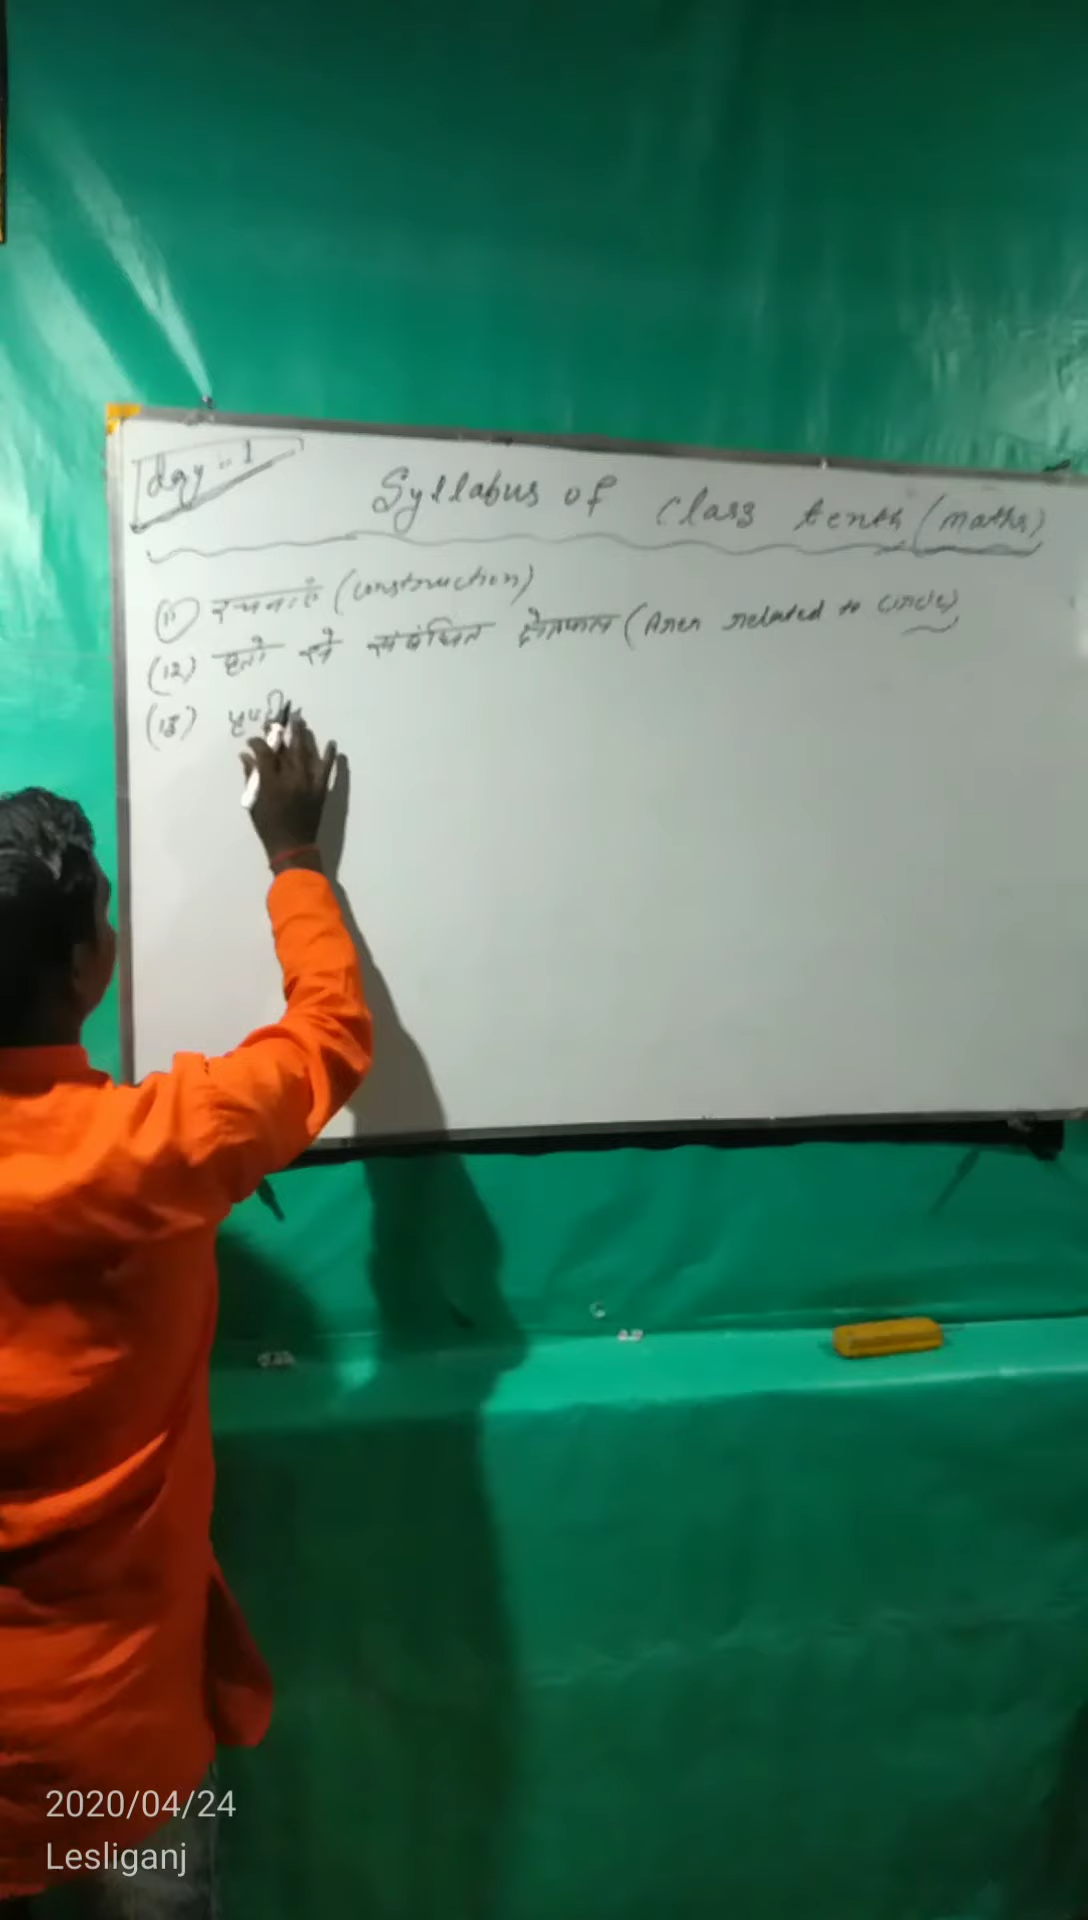 day - 1
Syllabus of Class tenth (maths)
(11) रचनाएं (construction)
(12) वृतो से संबंधित क्षेत्रफल (Area related to circle)
(13) पृष्ठी
2020/04/24
Lesliganj